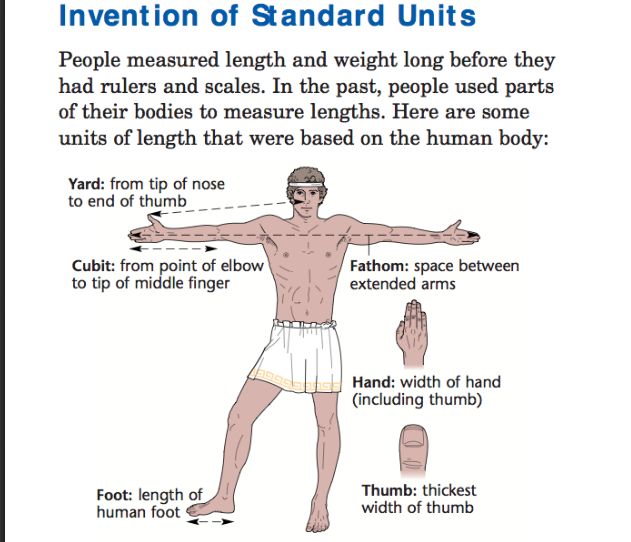 Invention of Standard Units
People measured length and weight long before they
had rulers and scales. In the past, people used parts
of their bodies to measure lengths. Here are some
units of length that were based on the human body:
Yard: from tip of nose
to end of thumb
Cubit: from point of elbow
to tip of middle finger
Fathom: space between
extended arms
Hand: width of hand
(including thumb)
Foot: length of
human foot
Thumb: thickest
width of thumb